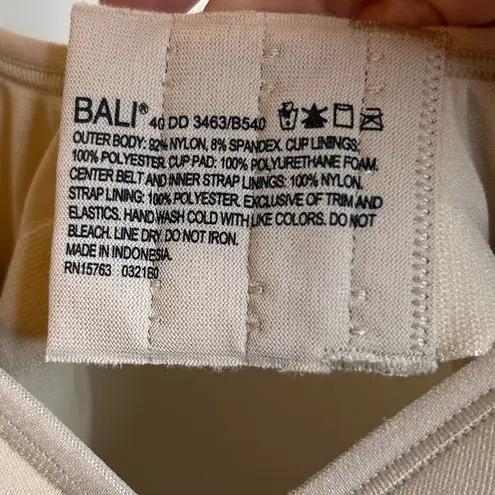 BALI® 40 DD 3463/B540
OUTER BODY: 92% NYLON, 8% SPANDEX. CUP LININGS:
100% POLYESTER. CUP PAD: 100% POLYURETHANE FOAM.
CENTER BELT AND INNER STRAP LININGS: 100% NYLON.
STRAP LINING: 100% POLYESTER. EXCLUSIVE OF TRIM AND
ELASTICS. HAND WASH COLD WITH LIKE COLORS. DO NOT
BLEACH. LINE DRY. DO NOT IRON.
MADE IN INDONESIA
RN15763 0321B0